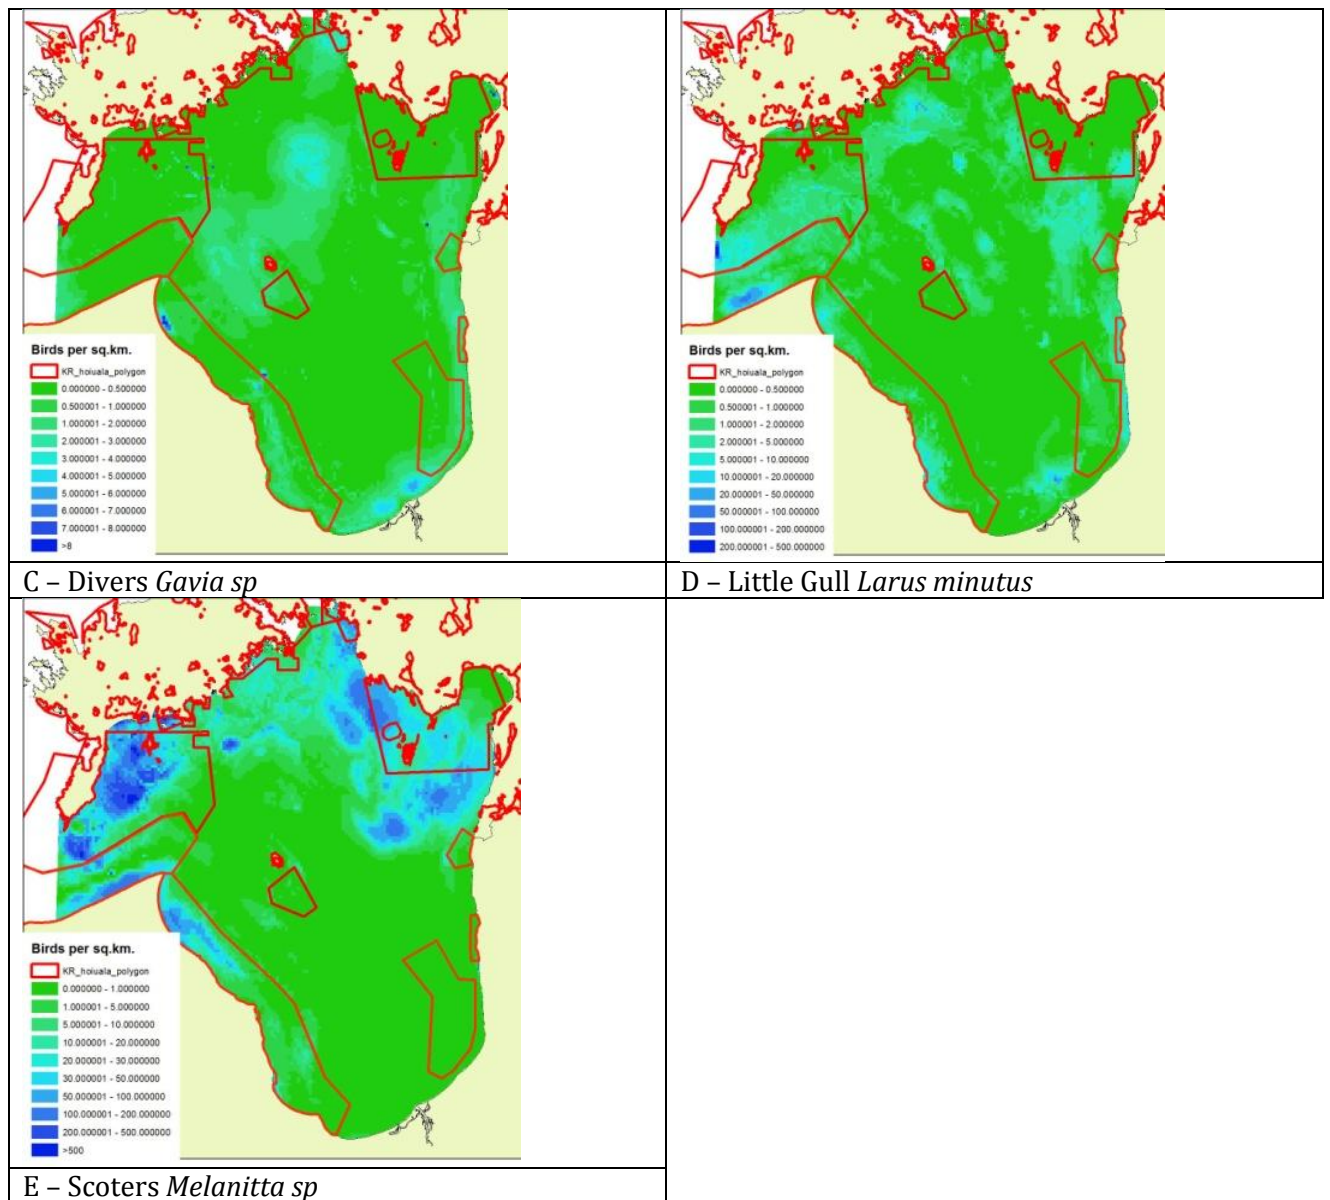 Birds per sq.km.
KR_hoiuala_polygon
0.000000 - 0.500000
0.500001 - 1.000000
1.000001 - 2.000000
2.000001 - 3.000000
3.000001 - 4.000000
4.000001 - 5.000000
5.000001 - 6.000000
6.000001 - 7.000000
7.000001 - 8.000000
>8
Birds per sq.km.
KR_hoiuala_polygon
0.000000 - 0.500000
0.500001 - 1.000000
1.000001 - 2.000000
2.000001 - 5.000000
5.000001 - 10.000000
10.000001 - 20.000000
20.000001 - 50.000000
50.000001 - 100.000000
100.000001 - 200.000000
200.000001 - 500.000000
C – Divers Gavia sp
D – Little Gull Larus minutus
Birds per sq.km.
KR_hoiuala_polygon
0.000000 - 1.000000
1.000001 - 5.000000
5.000001 - 10.000000
10.000001 - 20.000000
20.000001 - 30.000000
30.000001 - 50.000000
50.000001 - 100.000000
100.000001 - 200.000000
200.000001 - 500.000000
>500
E – Scoters Melanitta sp